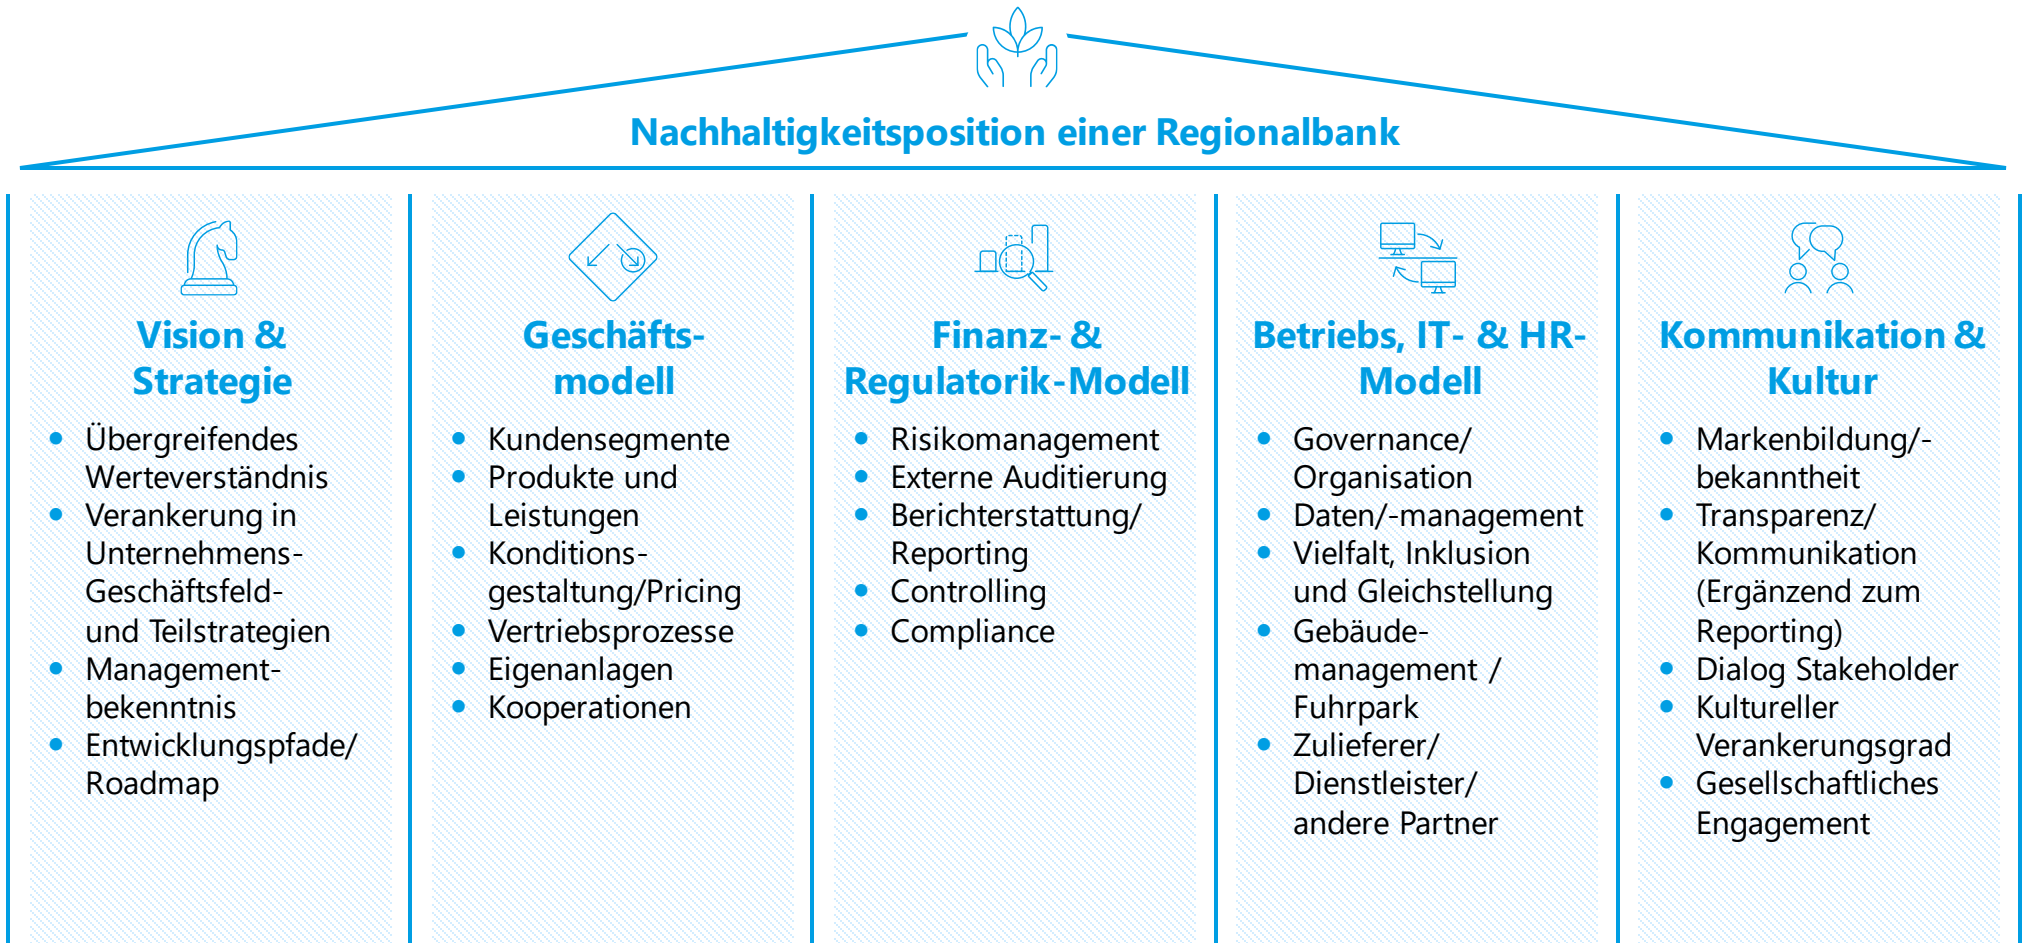 Nachhaltigkeitsposition einer Regionalbank
Vision &
Strategie
• Übergreifendes
Werteverständnis
• Verankerung in
Unternehmens-
Geschäftsfeld-
und Teilstrategien
• Management-
bekenntnis
• Entwicklungspfade/
Roadmap
Geschäfts-
modell
• Kundensegmente
• Produkte und
Leistungen
• Konditions-
gestaltung/Pricing
• Vertriebsprozesse
• Eigenanlagen
• Kooperationen
Finanz- &
Regulatorik-Modell
• Risikomanagement
• Externe Auditierung
• Berichterstattung/
Reporting
• Controlling
• Compliance
Betriebs, IT- & HR-
Modell
• Governance/
Organisation
• Daten/-management
• Vielfalt, Inklusion
und Gleichstellung
• Gebäude-
management /
Fuhrpark
• Zulieferer/
Dienstleister/
andere Partner
Kommunikation &
Kultur
• Markenbildung/-
bekanntheit
• Transparenz/
Kommunikation
(Ergänzend zum
Reporting)
• Dialog Stakeholder
• Kultureller
Verankerungsgrad
• Gesellschaftliches
Engagement